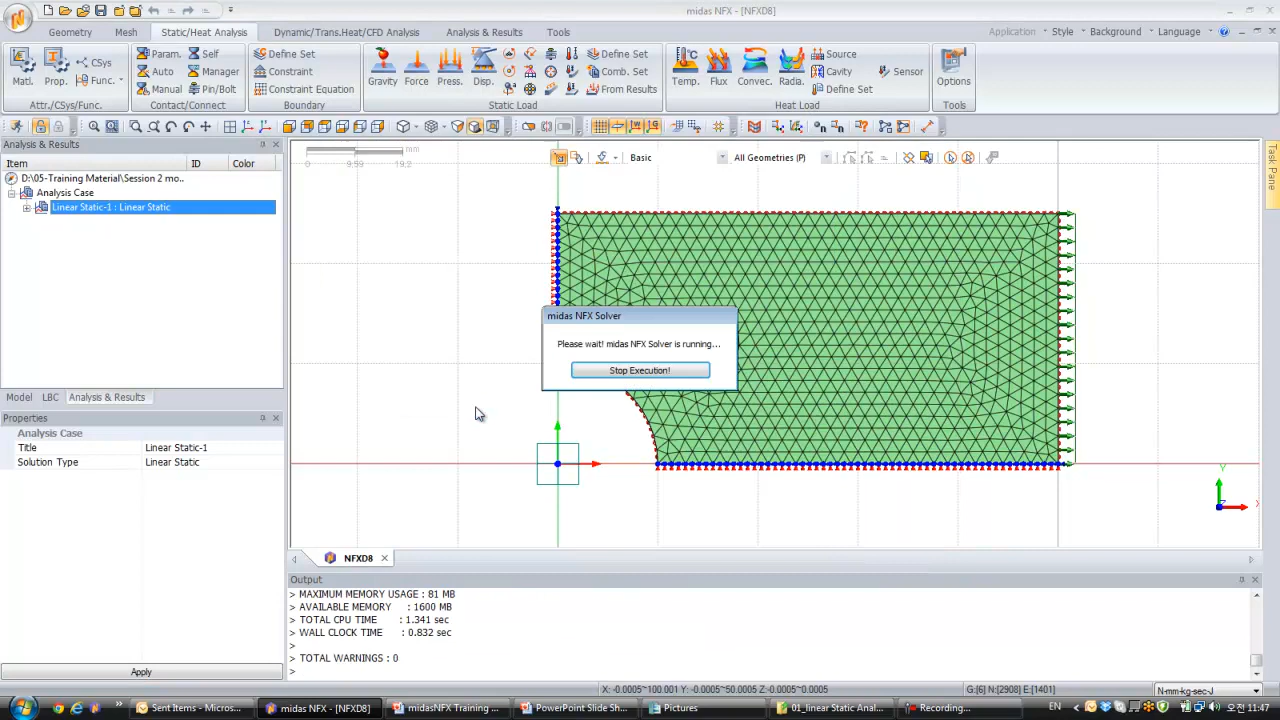 midas NFX - [NFXD8]
Geometry Mesh Static/Heat Analysis Dynamic/Trans.Heat/CFD Analysis Analysis & Results Tools Application Style Background Language
Matl. Prop. CSys Func.
Param. Self
Auto Manager
Manual Pin/Bolt
Define Set
Constraint
Constraint Equation
Gravity Force Press. Disp.
Define Set
Comb. Set
From Results
Temp. Flux Convec. Radia.
Source
Cavity Sensor
Define Set
Options
Attr./CSys/Func. Contact/Connect Boundary Static Load Heat Load Tools
Analysis & Results
Item ID Color
D:\05-Training Material\Session 2 mo..
Analysis Case
Linear Static-1 : Linear Static
Model LBC Analysis & Results
Properties
Analysis Case
Title Linear Static-1
Solution Type Linear Static
Apply
mm
0 9.59 19.2
Basic All Geometries (P)
Task Pane
midas NFX Solver
Please wait! midas NFX Solver is running...
Stop Execution!
Y
X
Z
NFXD8
Output
> MAXIMUM MEMORY USAGE : 81 MB
> AVAILABLE MEMORY : 1600 MB
> TOTAL CPU TIME : 1.341 sec
> WALL CLOCK TIME : 0.832 sec
>
> TOTAL WARNINGS : 0
>
X: -0.0005~100.001 Y: -0.0005~50.0005 Z:-0.0005~0.0005 G:[6] N:[2908] E:[1401] N-mm-kg-sec-J
Sent Items - Micros... midas NFX - [NFXD8] midasNFX Training ... PowerPoint Slide Sh... Pictures 01_linear Static Anal... Recording... EN 오전 11:47